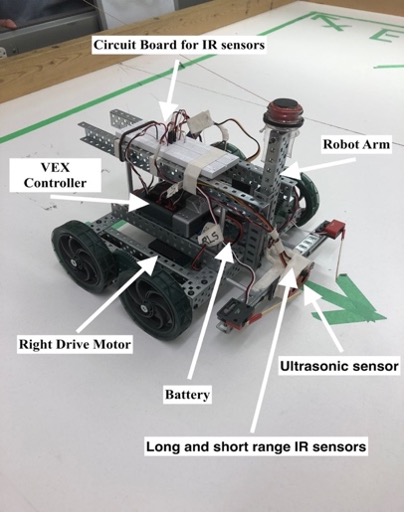 Circuit Board for IR sensors
Robot Arm
VEX
Controller
Right Drive Motor
Battery
Ultrasonic sensor
Long and short range IR sensors